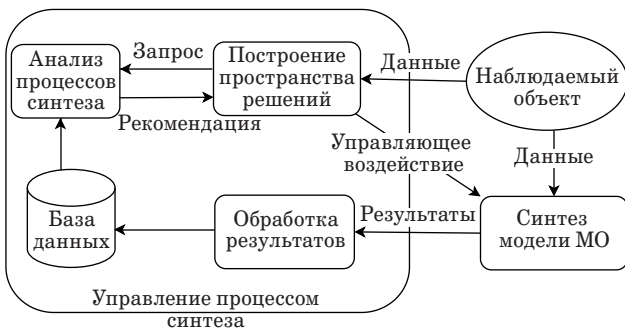 Анализ
процессов
синтеза
Запрос
Рекомендация
Построение
пространства
решений
Данные
Наблюдаемый
объект
Управляющее
воздействие
Данные
База
данных
Обработка
результатов
Результаты
Синтез
модели МО
Управление процессом
синтеза